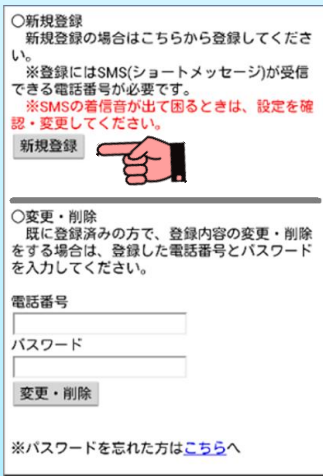 ○新規登録
　新規登録の場合はこちらから登録してくださ
い。
　※登録にはSMS(ショートメッセージ)が受信
できる電話番号が必要です。
　※SMSの着信音が出て困るときは、設定を確
認・変更してください。
新規登録
○変更・削除
　既に登録済みの方で、登録内容の変更・削除
をする場合は、登録した電話番号とパスワード
を入力してください。
電話番号
パスワード
変更・削除
※パスワードを忘れた方はこちらへ